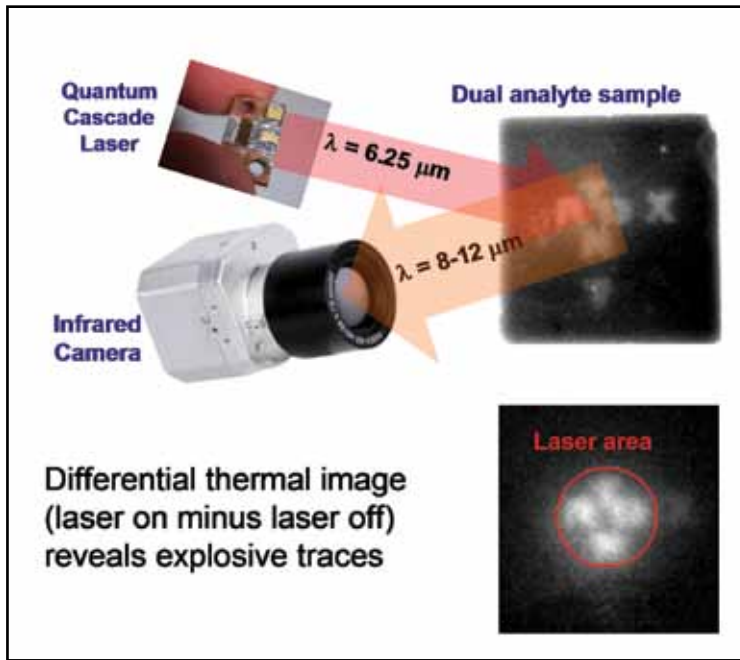 Quantum
Cascade
Laser
Dual analyte sample
λ = 6.25 μm
λ = 8-12 μm
Infrared
Camera
Laser area
Differential thermal image
(laser on minus laser off)
reveals explosive traces